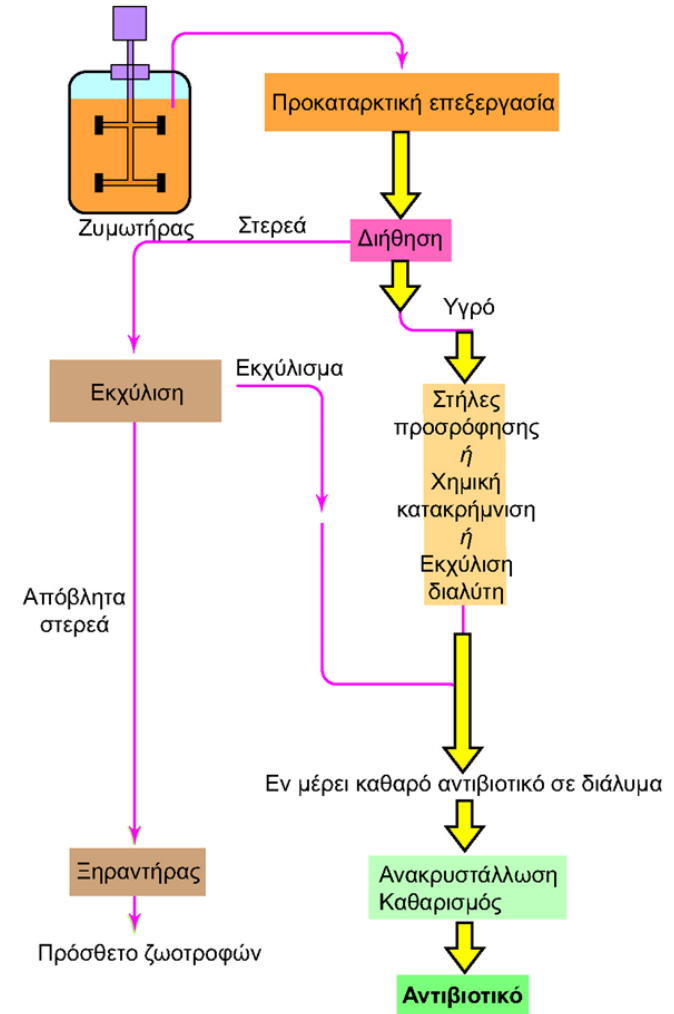 Προκαταρκτική επεξεργασία
Ζυμωτήρας
Στερεά
Διήθηση
Υγρό
Εκχύλιση
Εκχύλισμα
Στήλες
προσρόφησης
ή
Χημική
κατακρήμνιση
ή
Εκχύλιση
διαλύτη
Απόβλητα
στερεά
Εν μέρει καθαρό αντιβιοτικό σε διάλυμα
Ξηραντήρας
Ανακρυστάλλωση
Καθαρισμός
Πρόσθετο ζωοτροφών
Αντιβιοτικό